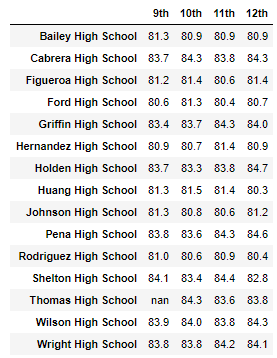 9th 10th 11th 12th
Bailey High School 81.3 80.9 80.9 80.9
Cabrera High School 83.7 84.3 83.8 84.3
Figueroa High School 81.2 81.4 80.6 81.4
Ford High School 80.6 81.3 80.4 80.7
Griffin High School 83.4 83.7 84.3 84.0
Hernandez High School 80.9 80.7 81.4 80.9
Holden High School 83.7 83.3 83.8 84.7
Huang High School 81.3 81.5 81.4 80.3
Johnson High School 81.3 80.8 80.6 81.2
Pena High School 83.8 83.6 84.3 84.6
Rodriguez High School 81.0 80.6 80.9 80.4
Shelton High School 84.1 83.4 84.4 82.8
Thomas High School nan 84.3 83.6 83.8
Wilson High School 83.9 84.0 83.8 84.3
Wright High School 83.8 83.8 84.2 84.1